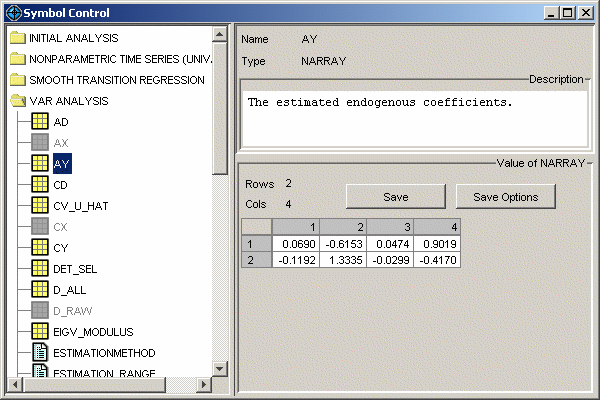 Symbol Control
INITIAL ANALYSIS
NONPARAMETRIC TIME SERIES (UNIV.
SMOOTH TRANSITION REGRESSION
VAR ANALYSIS
AD
AX
AY
CD
CV_U_HAT
CX
CY
DET_SEL
D_ALL
D_RAW
EIGV_MODULUS
ESTIMATIONMETHOD
ESTIMATION_RANGE
Name AY
Type NARRAY
Description
The estimated endogenous coefficients.
Value of NARRAY
Rows 2
Cols 4
Save
Save Options
1 2 3 4
1 0.0690 -0.6153 0.0474 0.9019
2 -0.1192 1.3335 -0.0299 -0.4170